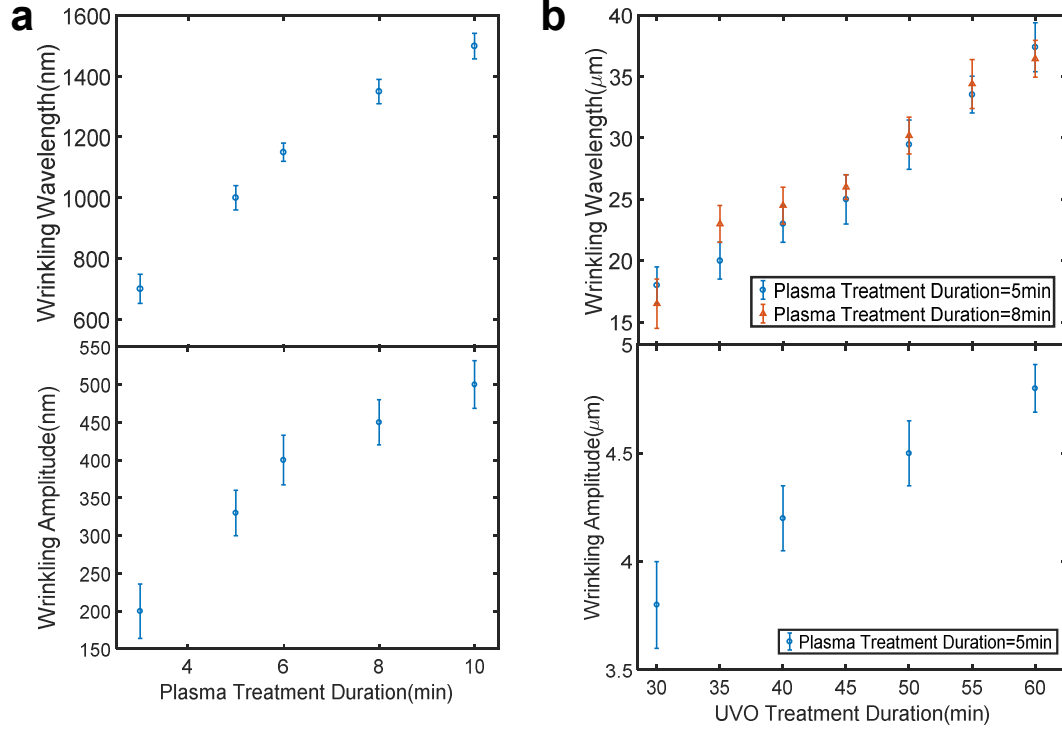 a
Wrinkling Wavelength(nm)
1600
1400
1200
1000
800
600
Wrinkling Amplitude(nm)
550
500
450
400
350
300
250
200
150
4 6 8 10
Plasma Treatment Duration(min)
b
Wrinkling Wavelength(μm)
40
35
30
25
20
15
Plasma Treatment Duration=5min
Plasma Treatment Duration=8min
Wrinkling Amplitude(μm)
5
4.5
4
3.5
Plasma Treatment Duration=5min
30 35 40 45 50 55 60
UVO Treatment Duration(min)